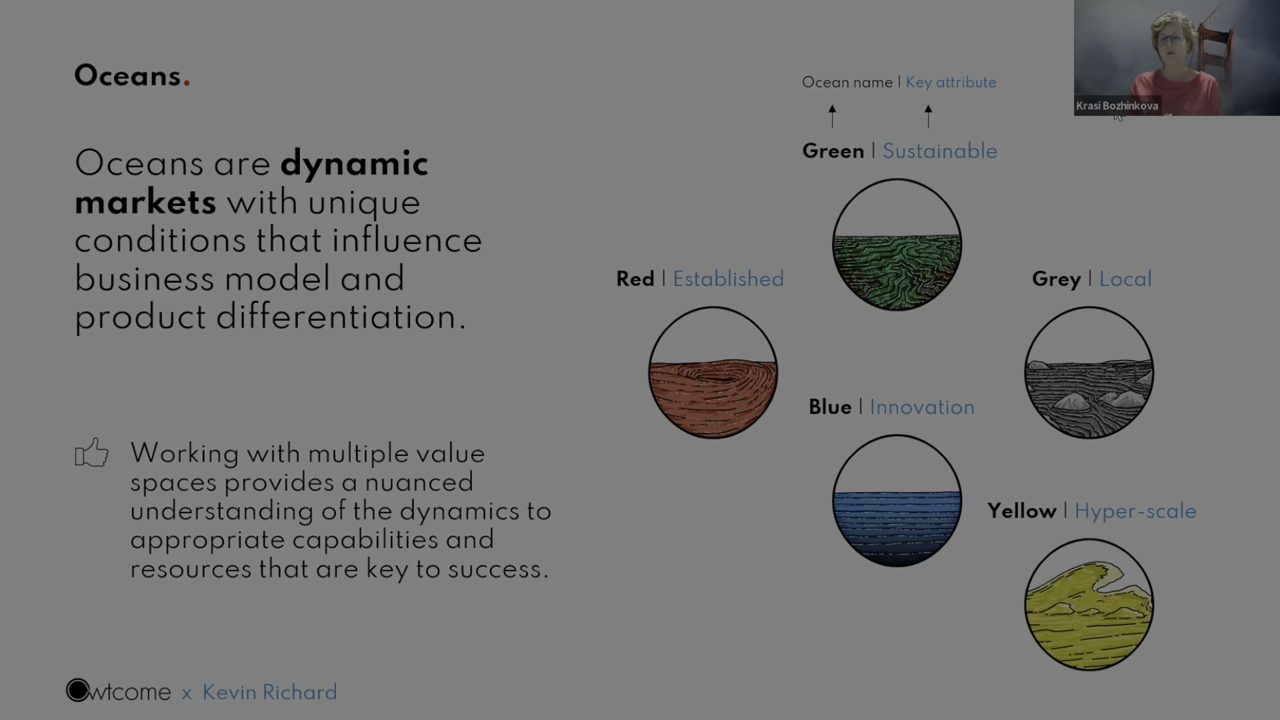 Oceans.
Oceans are dynamic
markets with unique
conditions that influence
business model and
product differentiation.
Working with multiple value
spaces provides a nuanced
understanding of the dynamics to
appropriate capabilities and
resources that are key to success.
Ocean name | Key attribute
Green | Sustainable
Red | Established
Grey | Local
Blue | Innovation
Yellow | Hyper-scale
Krasi Bozhinkova
owtcome x Kevin Richard